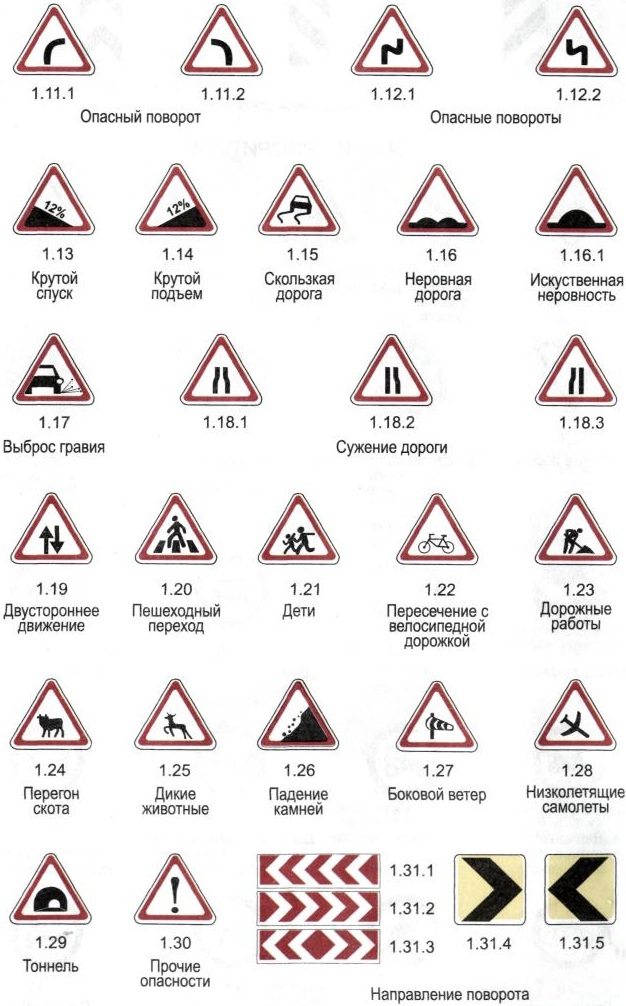 1.11.1 1.11.2 1.12.1 1.12.2
Опасный поворот Опасные повороты
12% 12%
1.13 1.14 1.15 1.16 1.16.1
Крутой Крутой Скользкая Неровная Искуственная
спуск подъем дорога дорога неровность
1.17 1.18.1 1.18.2 1.18.3
Выброс гравия Сужение дороги
1.19 1.20 1.21 1.22 1.23
Двустороннее Пешеходный Дети Пересечение с Дорожные
движение переход велосипедной работы
дорожкой
1.24 1.25 1.26 1.27 1.28
Перегон Дикие Падение Боковой ветер Низколетящие
скота животные камней самолеты
1.31.1
1.31.2
1.31.3 1.31.4 1.31.5
1.29 1.30
Тоннель Прочие
опасности
Направление поворота